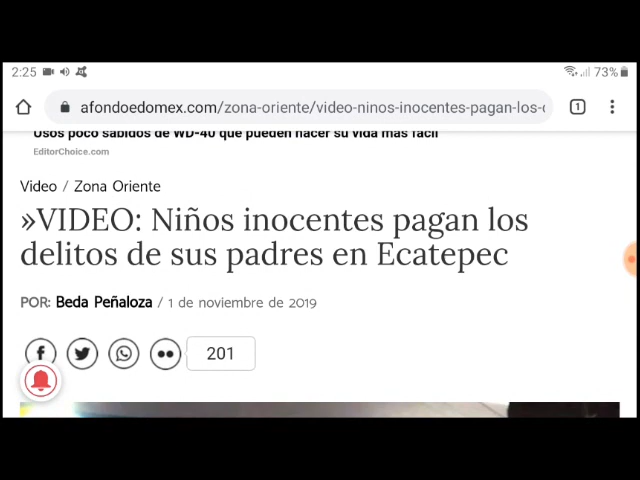 2:25
73%
afondoedomex.com/zona-oriente/video-ninos-inocentes-pagan-los-
1
Usos poco sabidos de WD-40 que pueden hacer su vida más fácil
EditorChoice.com
Video / Zona Oriente
»VIDEO: Niños inocentes pagan los
delitos de sus padres en Ecatepec
POR: Beda Peñaloza / 1 de noviembre de 2019
201